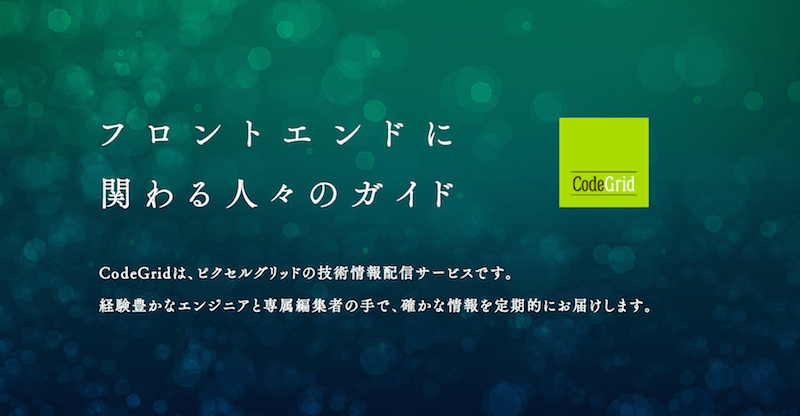 フロントエンドに
関わる人々のガイド
CodeGrid
CodeGridは、ピクセルグリッドの技術情報配信サービスです。
経験豊かなエンジニアと専属編集者の手で、確かな情報を定期的にお届けします。